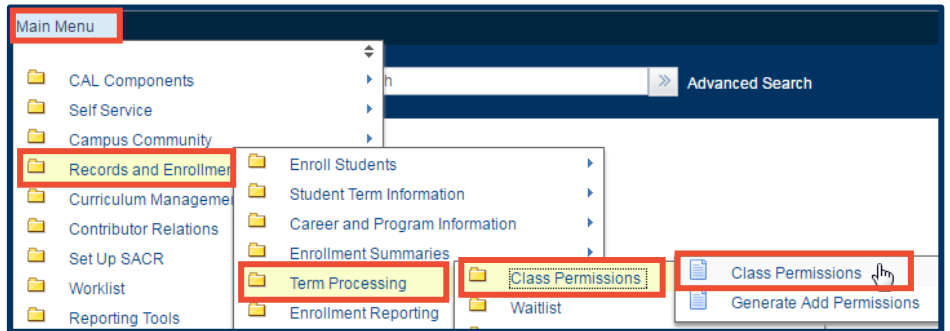 Main Menu
h
Advanced Search
CAL Components
Self Service
Campus Community
Records and Enrollmen
Curriculum Managemen
Contributor Relations
Set Up SACR
Worklist
Reporting Tools
Enroll Students
Student Term Information
Career and Program Information
Enrollment Summaries
Term Processing
Enrollment Reporting
Class Permissions
Waitlist
Class Permissions
Generate Add Permissions